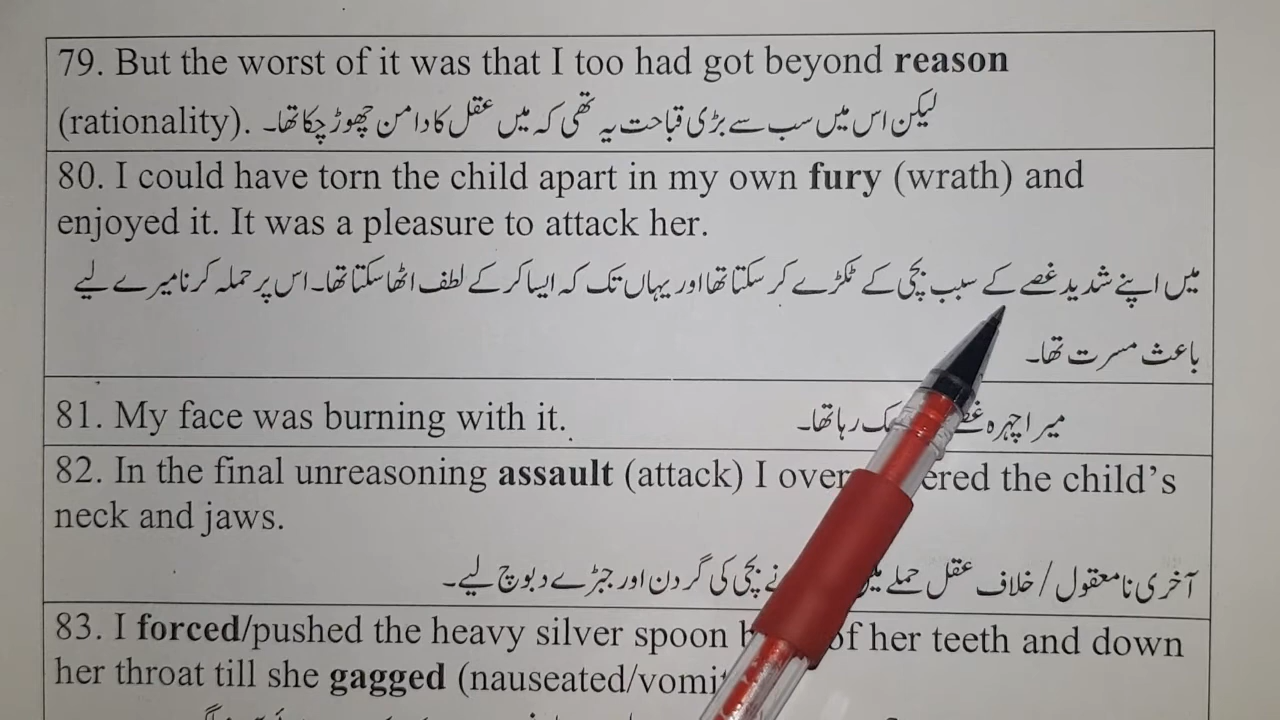 79. But the worst of it was that I too had got beyond reason
(rationality). لیکن اس میں سب سے بڑی قباحت یہ تھی کہ میں عقل کا دامن چھوڑ چکا تھا۔
80. I could have torn the child apart in my own fury (wrath) and
enjoyed it. It was a pleasure to attack her.
میں اپنے شدید غصے کے سبب بچی کے ٹکڑے کر سکتا تھا اور یہاں تک کہ ایسا کر کے لطف اٹھا سکتا تھا۔ اس پر حملہ کرنا میرے لیے
باعث مسرت تھا۔
81. My face was burning with it. میرا چہرہ رہا تھا۔
82. In the final unreasoning assault (attack) I the child’s
neck and jaws.
آخری نا معقول / خلاف عقل حملے نے بچی کی گردن اور جبڑے دبوچ لیے۔
83. I forced/pushed the heavy silver spoon of her teeth and down
her throat till she gagged (nauseated/